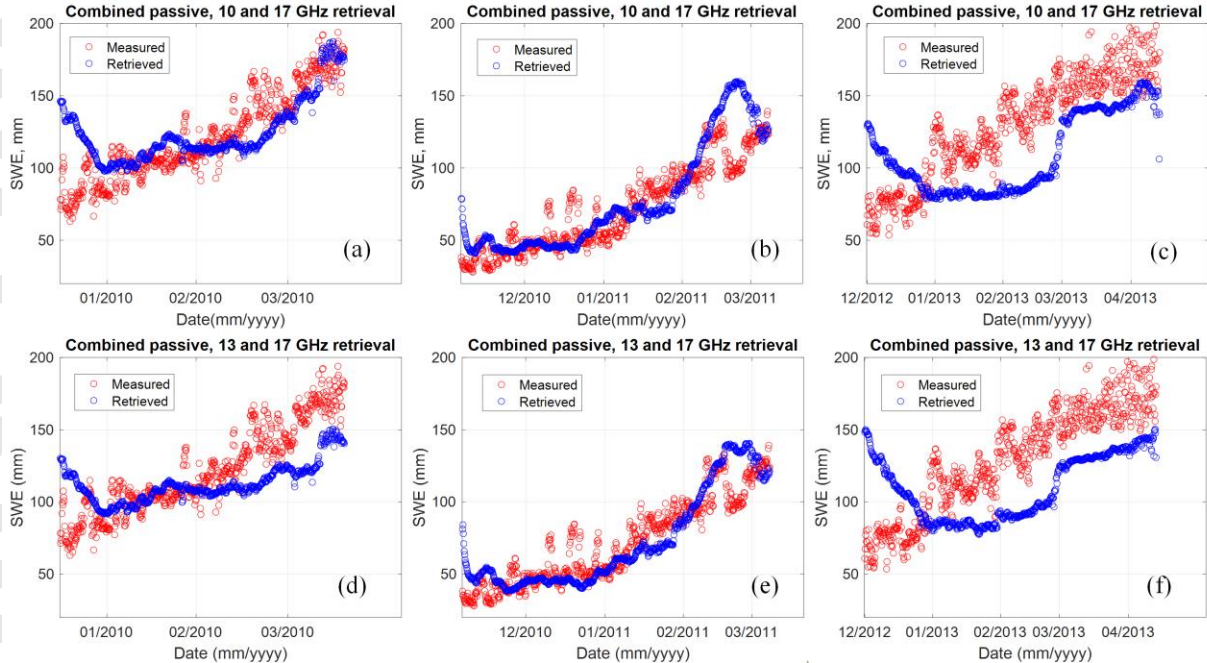 Combined passive, 10 and 17 GHz retrieval
200
150
100
50
SWE, mm
Measured
Retrieved
(a)
01/2010
02/2010
03/2010
Date(mm/yyyy)
Combined passive, 10 and 17 GHz retrieval
200
150
100
50
SWE, mm
Measured
Retrieved
(b)
12/2010
01/2011
02/2011
03/2011
Date(mm/yyyy)
Combined passive, 10 and 17 GHz retrieval
200
150
100
50
SWE, mm
Measured
Retrieved
(c)
12/2012
01/2013
02/2013
03/2013
04/2013
Date(mm/yyyy)
Combined passive, 13 and 17 GHz retrieval
200
150
100
50
SWE (mm)
Measured
Retrieved
(d)
01/2010
02/2010
03/2010
Date (mm/yyyy)
Combined passive, 13 and 17 GHz retrieval
200
150
100
50
SWE (mm)
Measured
Retrieved
(e)
12/2010
01/2011
02/2011
03/2011
Date (mm/yyyy)
Combined passive, 13 and 17 GHz retrieval
200
150
100
50
SWE (mm)
Measured
Retrieved
(f)
12/2012
01/2013
02/2013
03/2013
04/2013
Date (mm/yyyy)